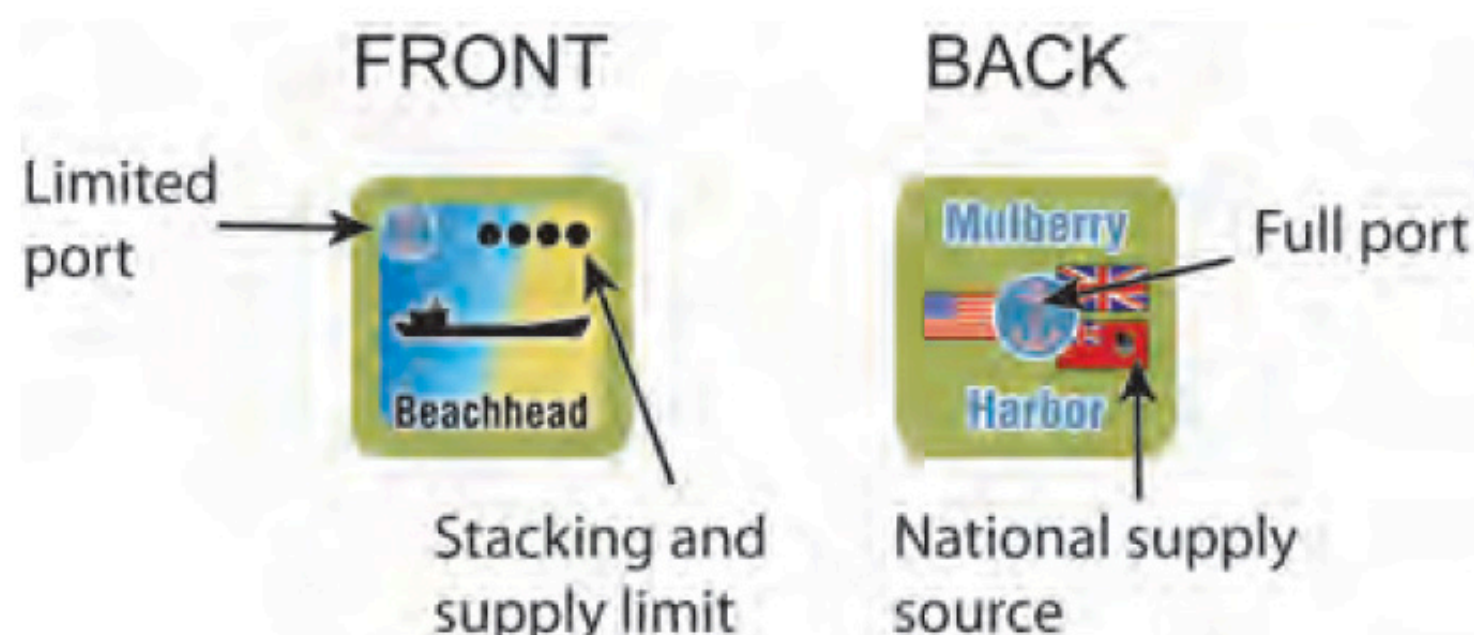 FRONT
BACK
Limited
port
Beachhead
Stacking and
supply limit
Mulberry
Harbor
Full port
National supply
source